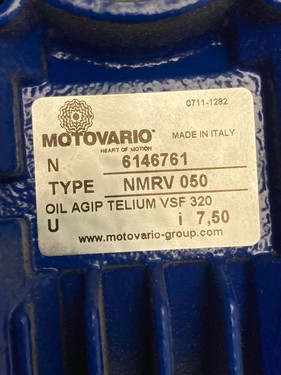 0711-1282
MOTOVARIO®
HEART OF MOTION
MADE IN ITALY
N 6146761
TYPE NMRV 050
OIL AGIP TELIUM VSF 320
U i 7,50
www.motovario-group.com